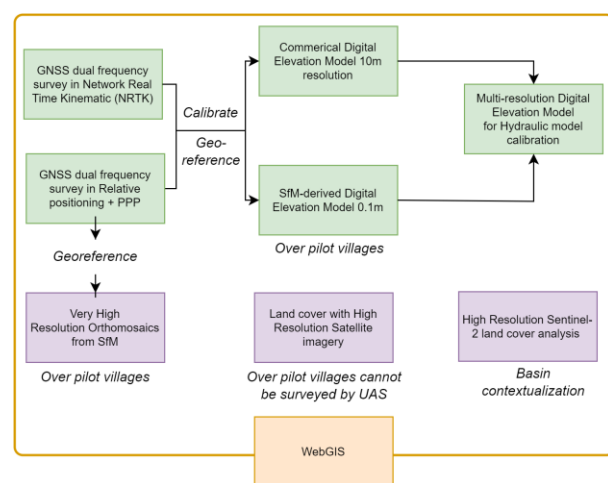 GNSS dual frequency
survey in Network Real
Time Kinematic (NRTK)
Commerical Digital
Elevation Model 10m
resolution
Multi-resolution Digital
Elevation Model
for Hydraulic model
calibration
Calibrate
Geo-
reference
GNSS dual frequency
survey in Relative
positioning + PPP
SfM-derived Digital
Elevation Model 0.1m
Over pilot villages
Georeference
Very High
Resolution Orthomosaics
from SfM
Over pilot villages
Land cover with High
Resolution Satellite
imagery
Over pilot villages cannot
be surveyed by UAS
High Resolution Sentinel-
2 land cover analysis
Basin
contextualization
WebGIS